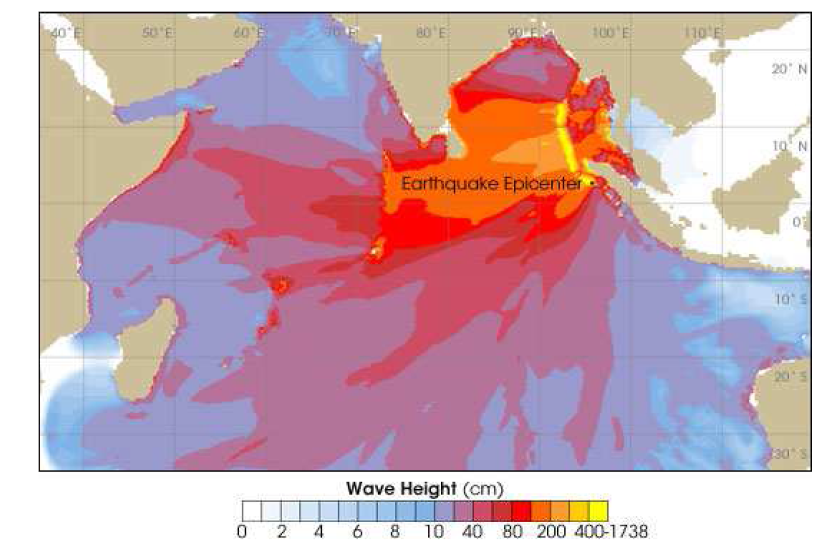 40°E 50°E 60°E 70°E 80°E 90°E 100°E 110°E
20° N
10° N
Earthquake Epicenter
0°
10° S
20° S
30° S
Wave Height (cm)
0 2 4 6 8 10 40 80 200 400-1738